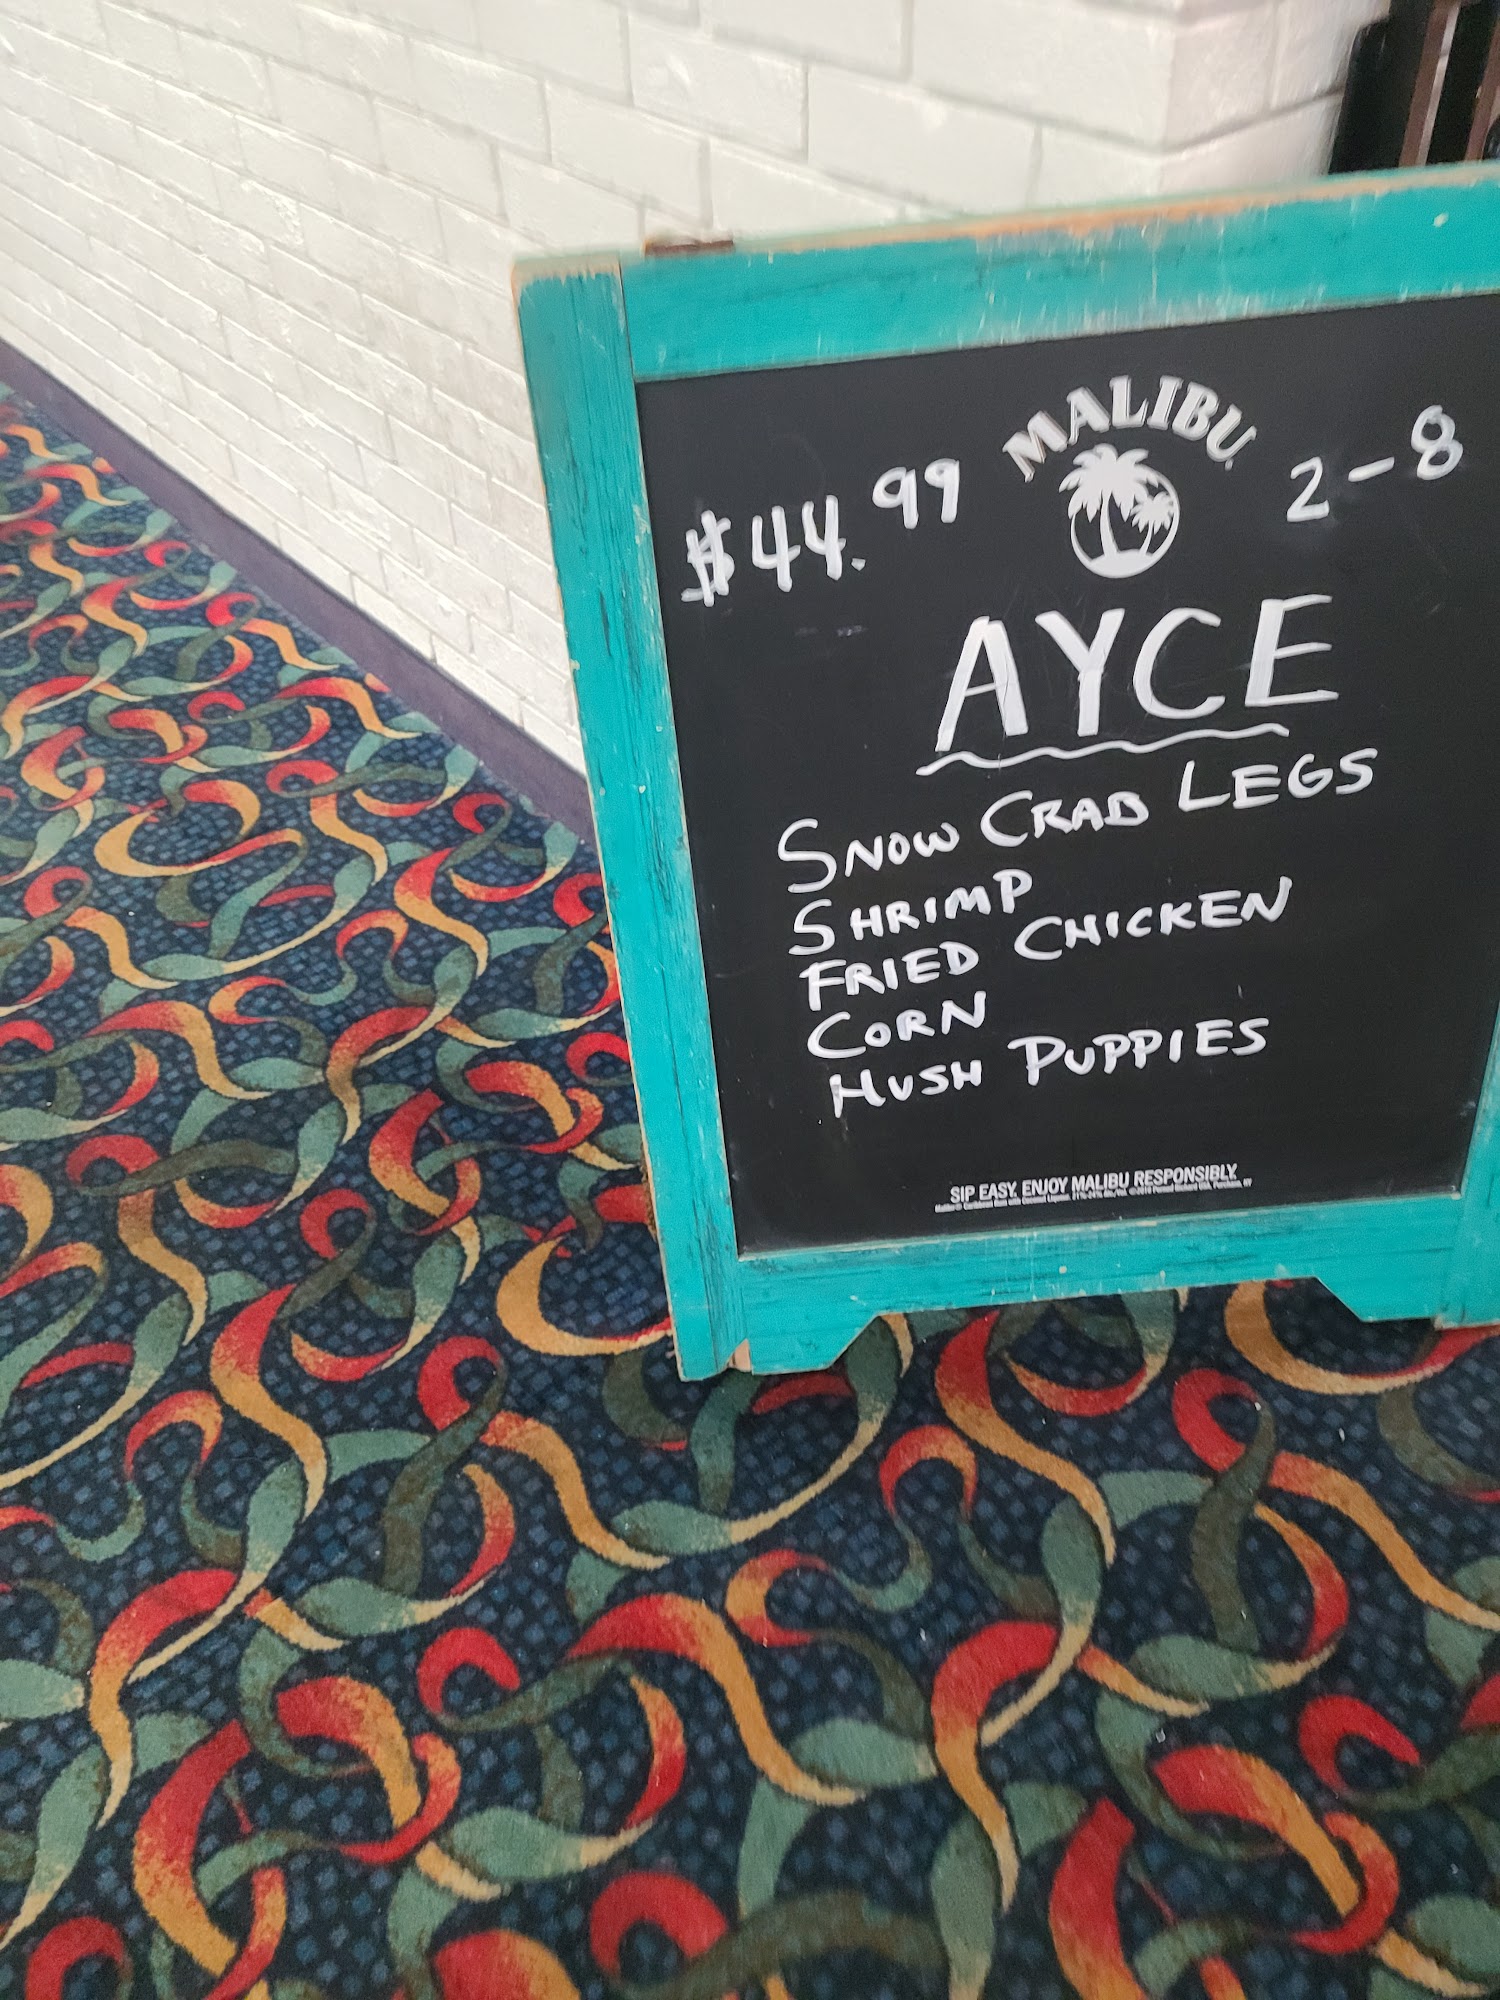 MALIBU
$44.99 2-8
AYCE
SNOW CRAB LEGS
SHRIMP
FRIED CHICKEN
CORN
HUSH PUPPIES
SIP EASY. ENJOY MALIBU RESPONSIBLY.